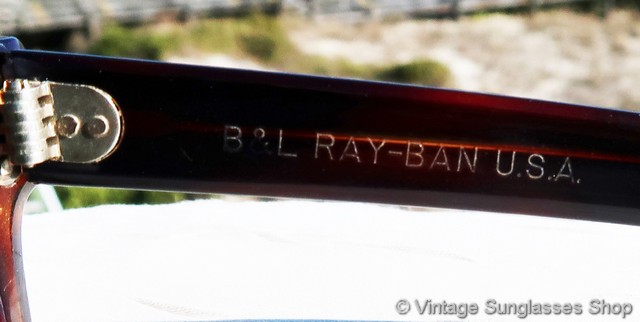 B&L RAY-BAN U.S.A.
© Vintage Sunglasses Shop